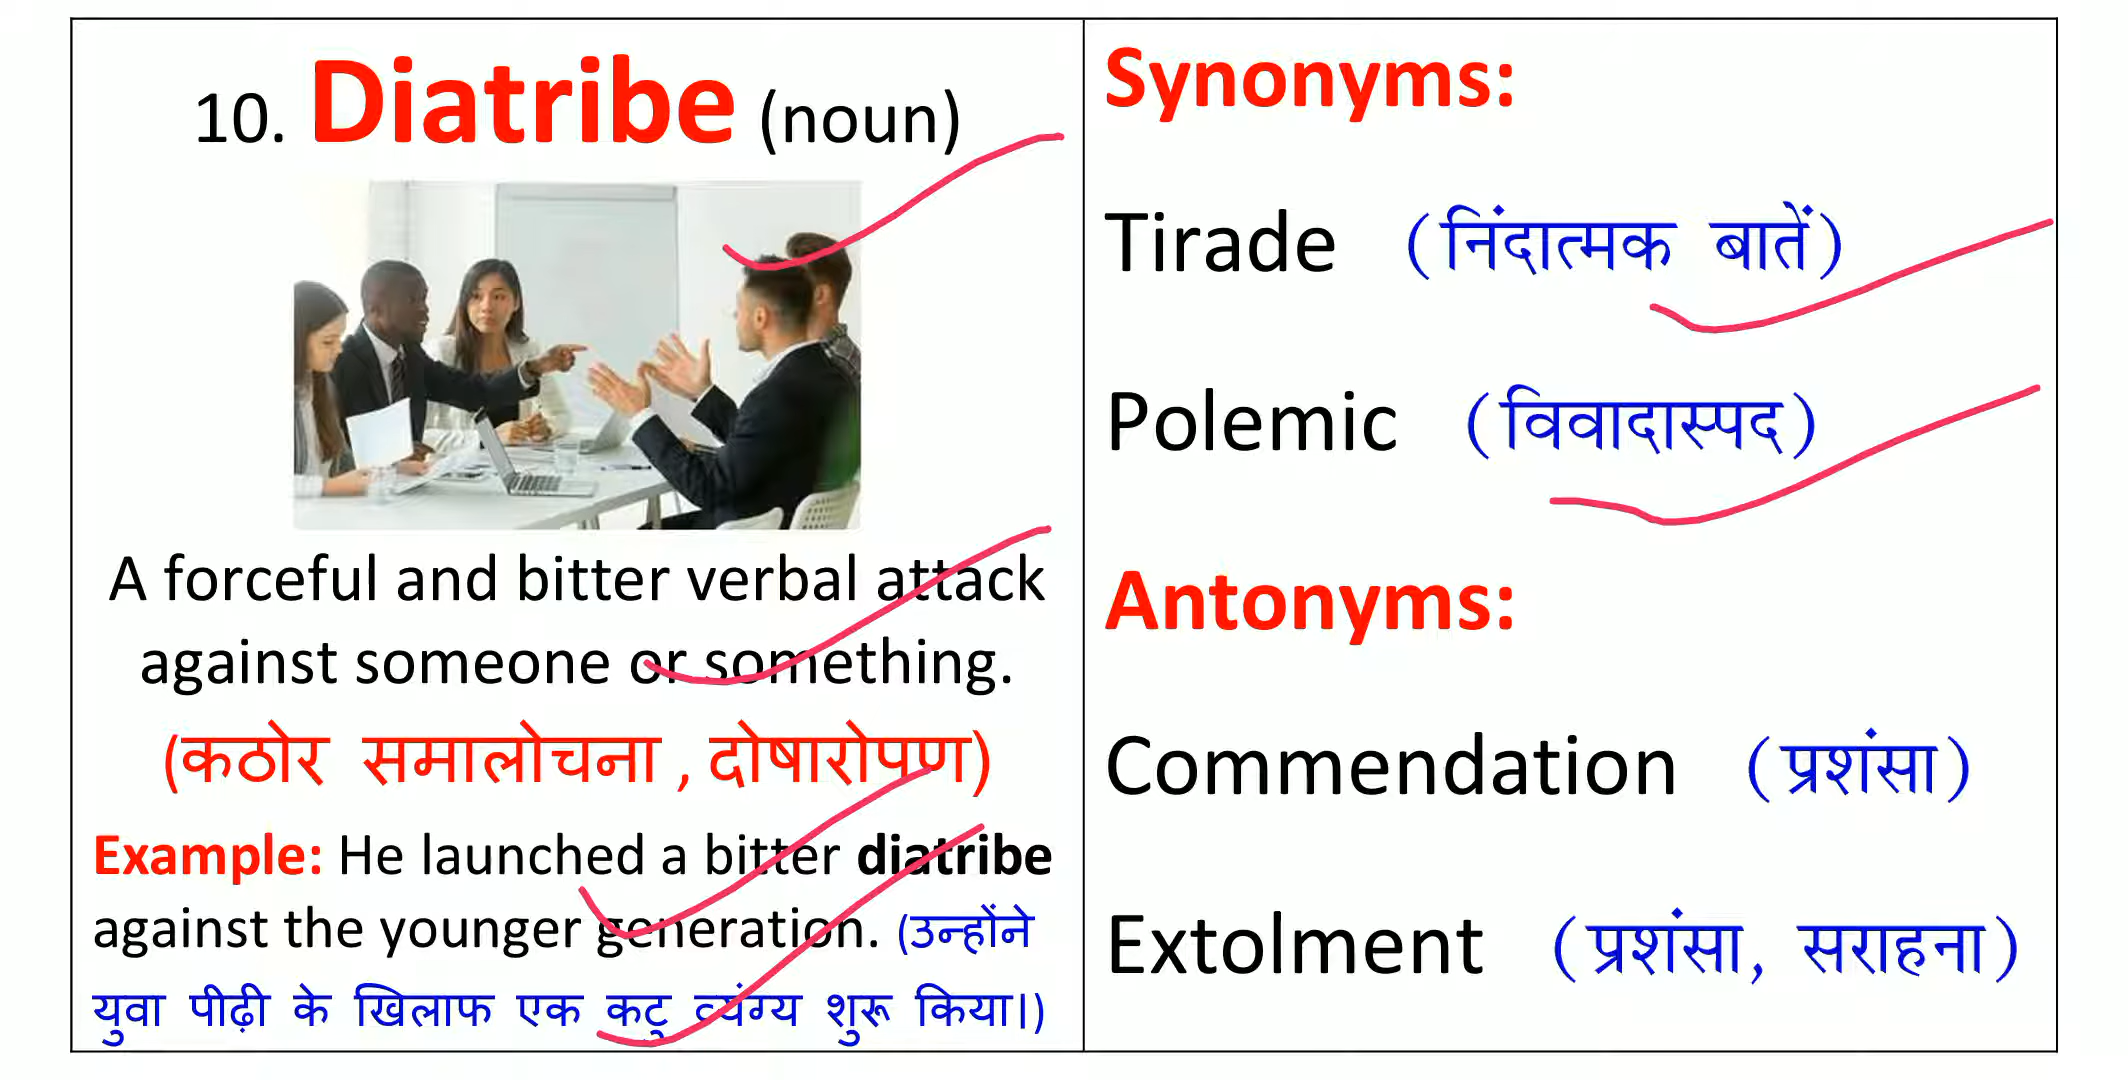 10. Diatribe (noun)
A forceful and bitter verbal attack
against someone or something.
(कठोर समालोचना , दोषारोपण)
Example: He launched a bitter diatribe
against the younger generation. (उन्होंने
युवा पीढ़ी के खिलाफ एक कटु व्यंग्य शुरू किया।)
Synonyms:
Tirade (निंदात्मक बातें)
Polemic (विवादास्पद)
Antonyms:
Commendation (प्रशंसा)
Extolment (प्रशंसा, सराहना)